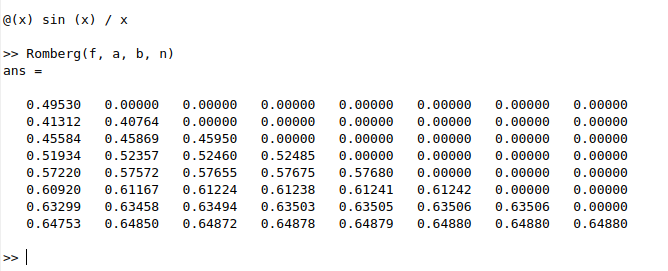 @(x) sin (x) / x
>> Romberg(f, a, b, n)
ans =
0.49530 0.00000 0.00000 0.00000 0.00000 0.00000 0.00000 0.00000
0.41312 0.40764 0.00000 0.00000 0.00000 0.00000 0.00000 0.00000
0.45584 0.45869 0.45950 0.00000 0.00000 0.00000 0.00000 0.00000
0.51934 0.52357 0.52460 0.52485 0.00000 0.00000 0.00000 0.00000
0.57220 0.57572 0.57655 0.57675 0.57680 0.00000 0.00000 0.00000
0.60920 0.61167 0.61224 0.61238 0.61241 0.61242 0.00000 0.00000
0.63299 0.63458 0.63494 0.63503 0.63505 0.63506 0.63506 0.00000
0.64753 0.64850 0.64872 0.64878 0.64879 0.64880 0.64880 0.64880
>>